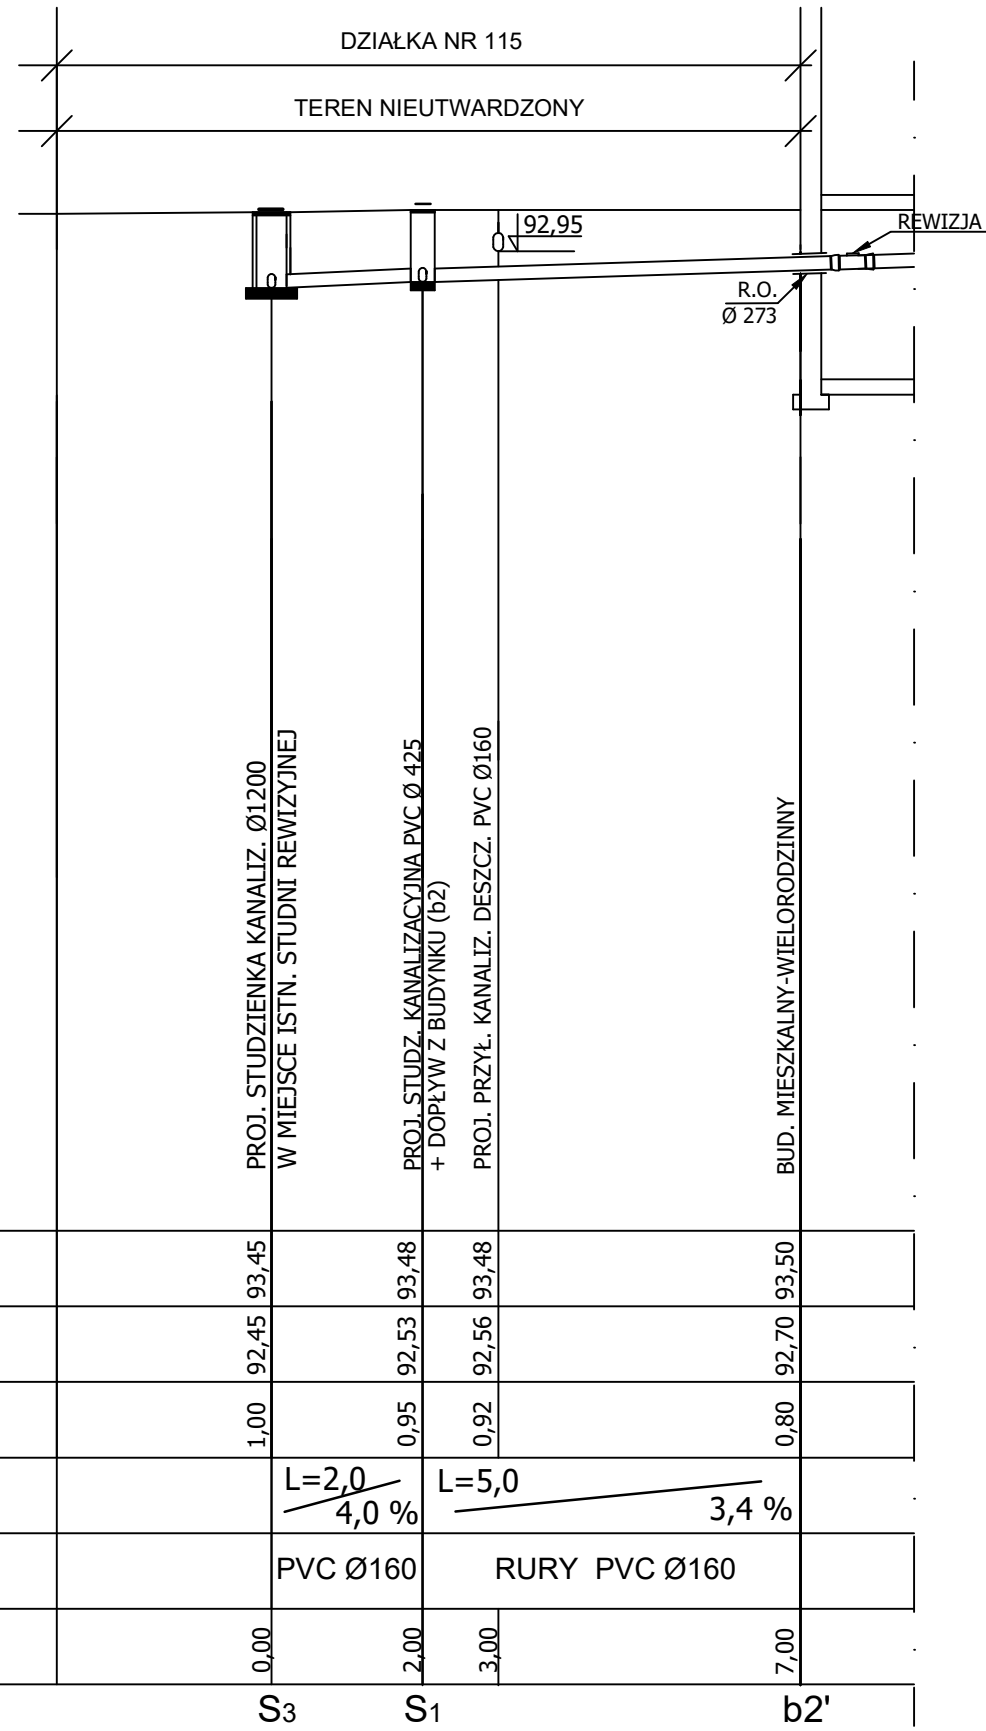 DZIAŁKA NR 115
TEREN NIEUTWARDZONY
92,95
REWIZJA
R.O.
Ø 273
PROJ. STUDZIENKA KANALIZ. Ø1200
W MIEJSCE ISTN. STUDNI REWIZYJNEJ
PROJ. STUDZ. KANALIZACYJNA PVC Ø 425
+ DOPŁYW Z BUDYNKU (b2)
PROJ. PRZYŁ. KANALIZ. DESZCZ. PVC Ø160
BUD. MIESZKALNY-WIELORODZINNY
93,45 93,48 93,48 93,50
92,45 92,53 92,56 92,70
1,00 0,95 0,92 0,80
L=2,0 L=5,0
4,0 % 3,4 %
PVC Ø160 RURY PVC Ø160
0,00 2,00 3,00 7,00
S3 S1 b2'